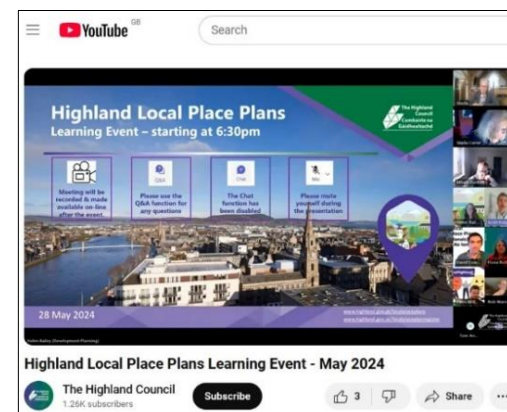 YouTube GB
Search
Highland Local Place Plans
Learning Event – starting at 6:30pm
The Highland
Council
Comhairle na
Gàidhealtachd
Q&A
Chat
Meeting will be
recorded & made
available on-line
after the event.
Please use the
Q&A function for
any questions
The Chat
function has
been disabled
Please mute
yourself during
the presentation
28 May 2024
Highland Local Place Plans Learning Event - May 2024
The Highland Council
1.26K subscribers
Subscribe
3
Share